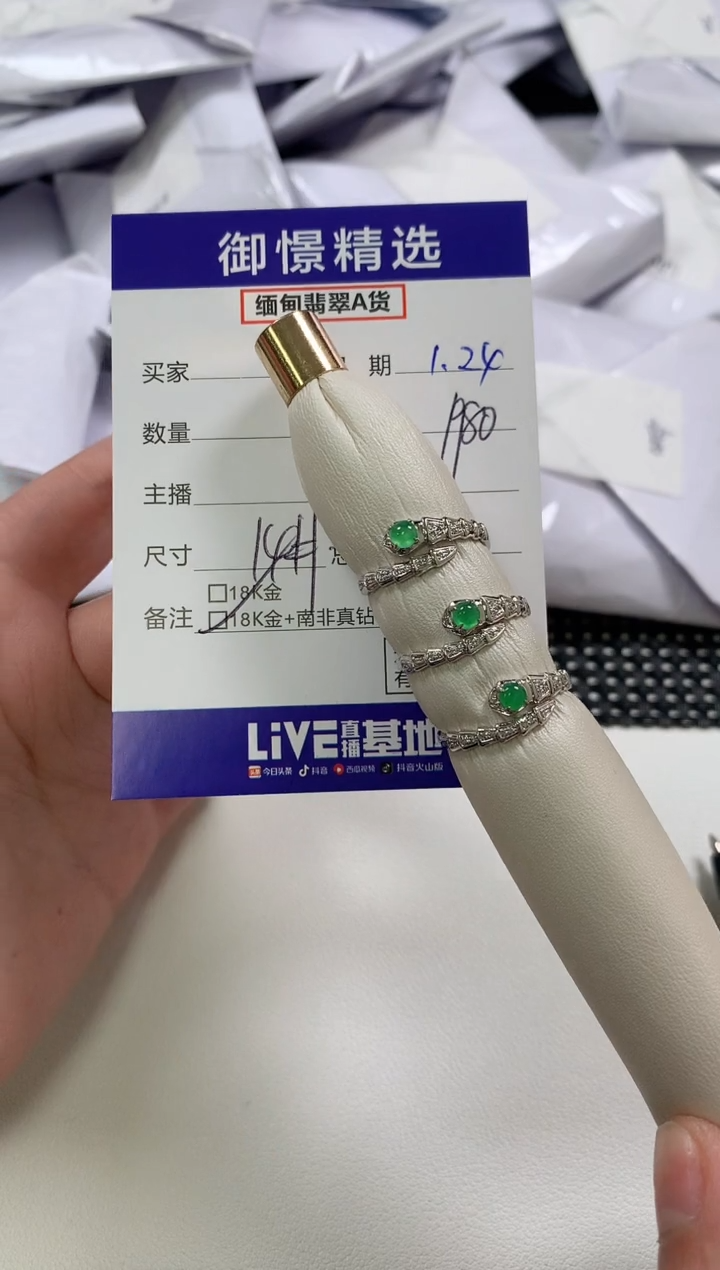 御憬精选
缅甸翡翠A货
买家 期 1.24
数量 1980
主播
尺寸 14#
备注 □18K金
□18K金+南非真钻
有
LiVE直播基地
头条 今日头条 抖音 西瓜视频 抖音火山版